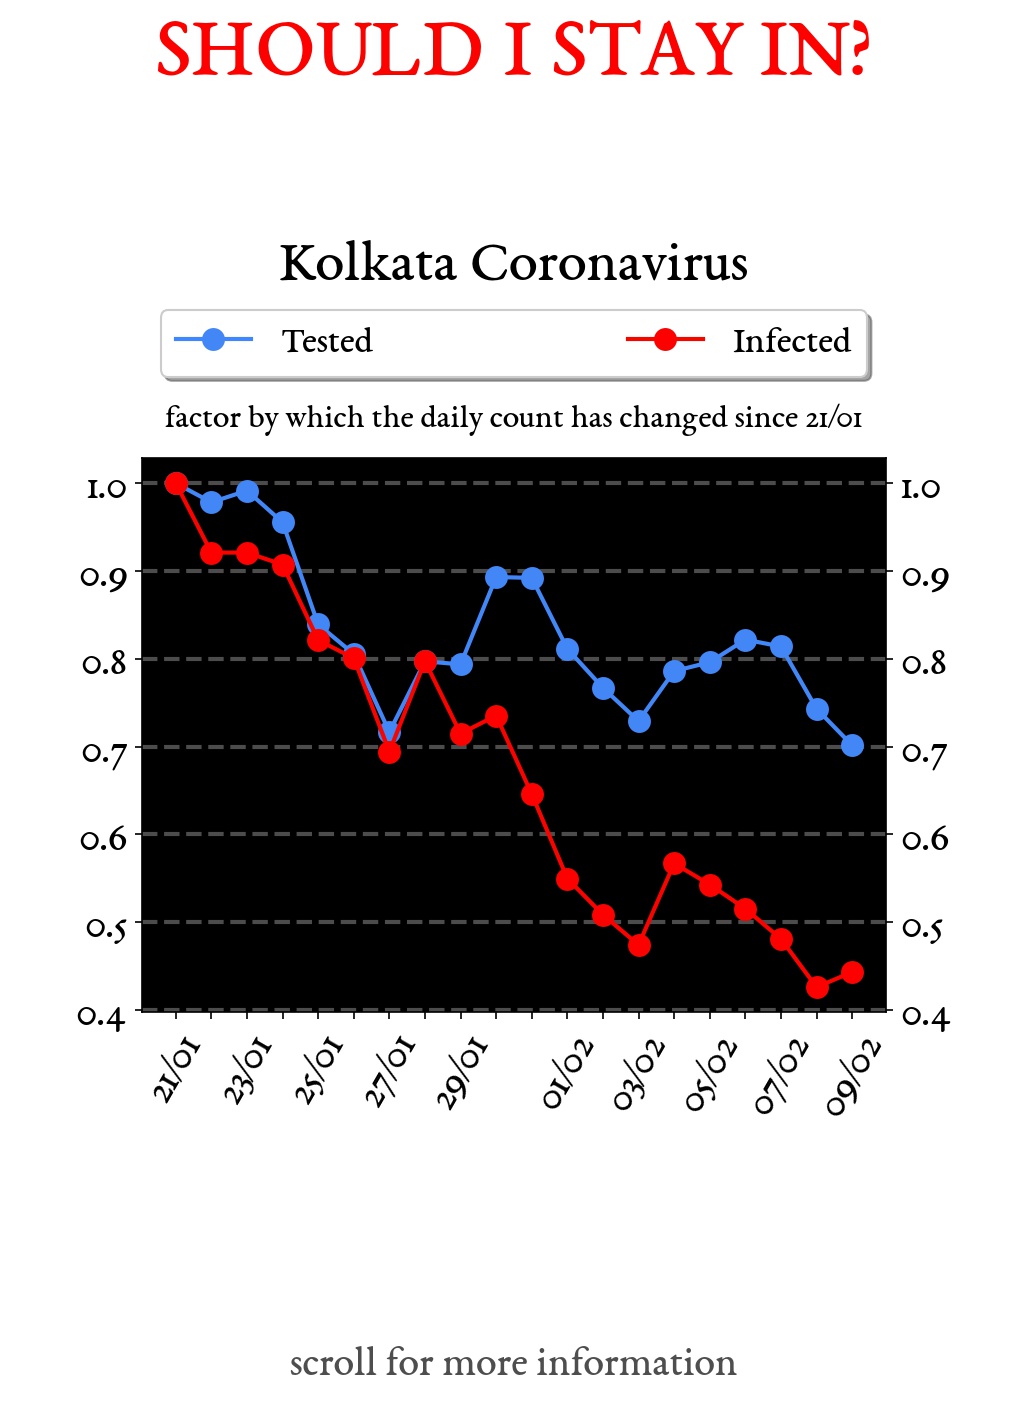 SHOULD I STAY IN?
Kolkata Coronavirus
Tested Infected
factor by which the daily count has changed since 21/01
1.0 1.0
0.9 0.9
0.8 0.8
0.7 0.7
0.6 0.6
0.5 0.5
0.4 0.4
21/01 23/01 25/01 27/01 29/01 01/02 03/02 05/02 07/02 09/02
scroll for more information